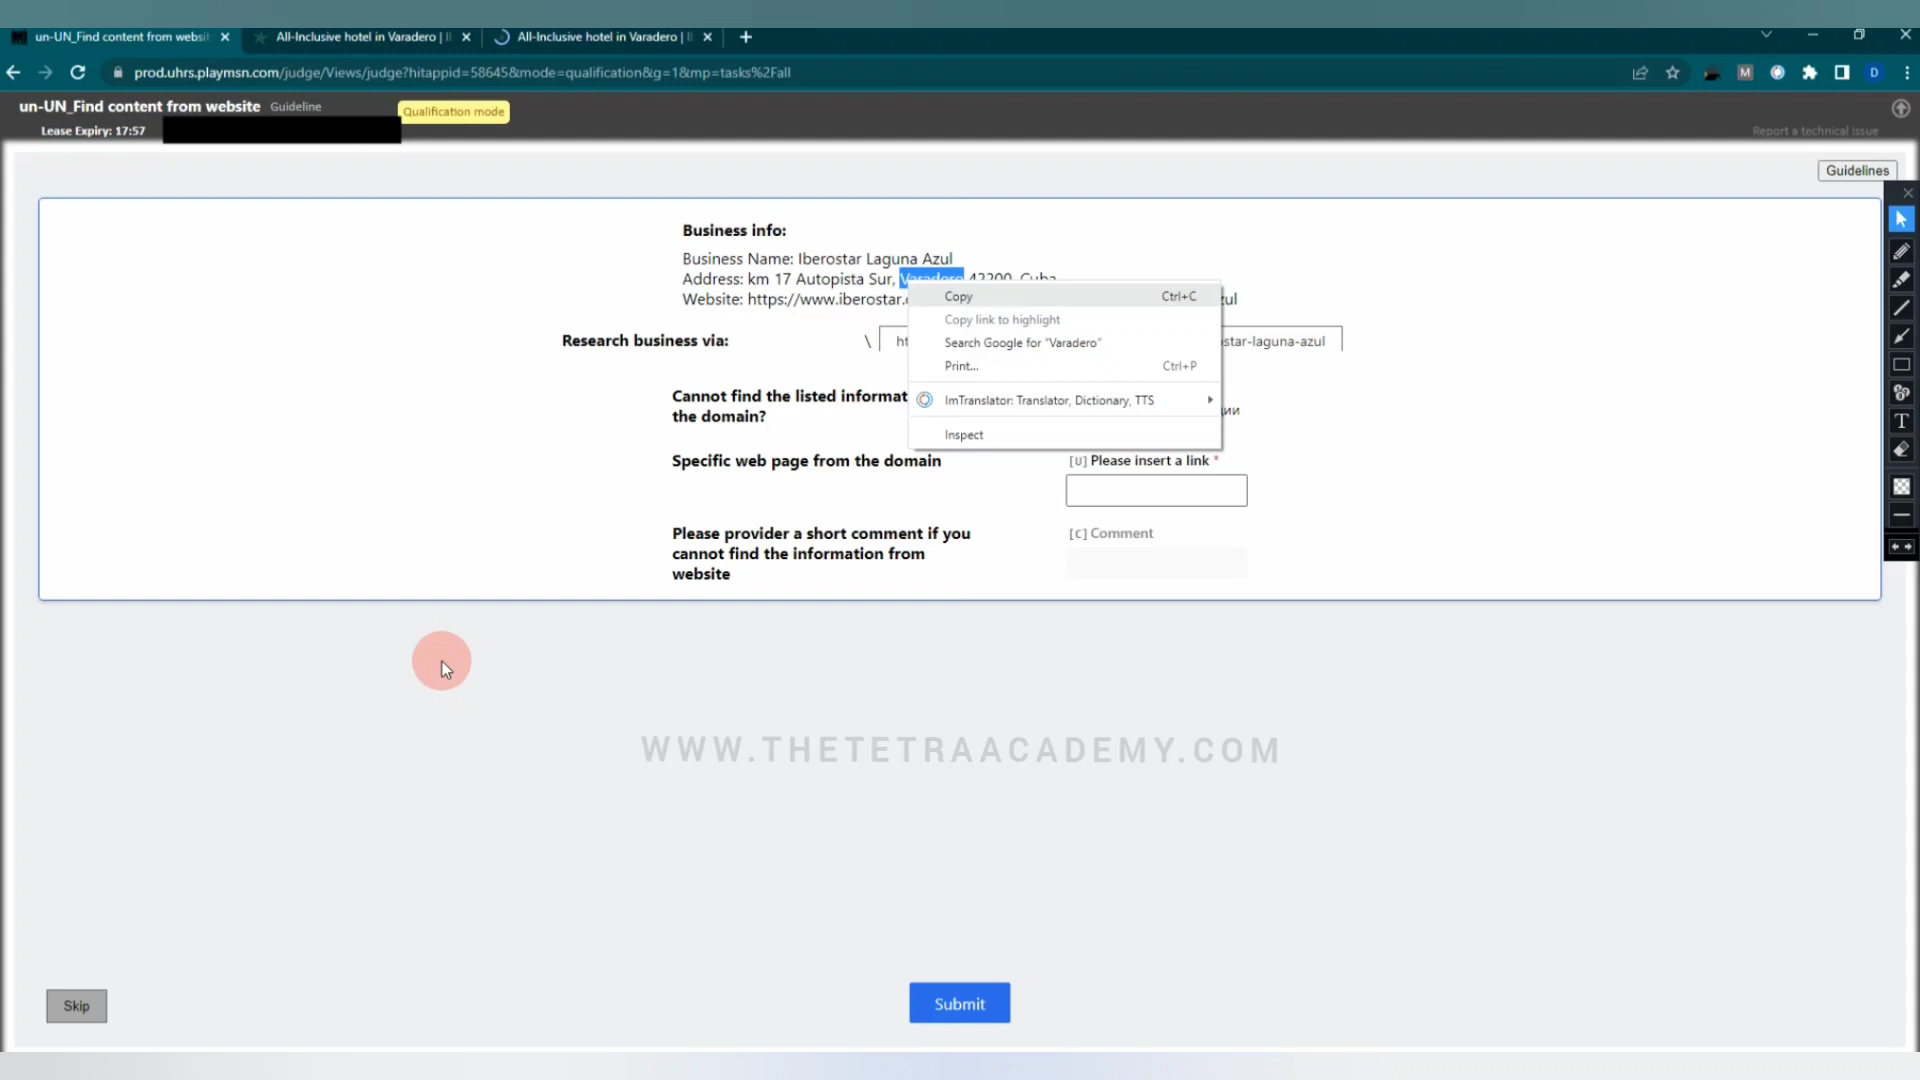 un-UN_Find content from websit
All-Inclusive hotel in Varadero | I
All-Inclusive hotel in Varadero | I
prod.uhrs.playmsn.com/judge/Views/judge?hitappid=58645&mode=qualification&g=1&mp=tasks%2Fall
M
D
un-UN_Find content from website Guideline
Qualification mode
Lease Expiry: 17:57
Report a technical issue
Guidelines
Business info:
Business Name: Iberostar Laguna Azul
Address: km 17 Autopista Sur, Varadero 42200, Cuba
Website: https://www.iberostar.
Research business via: \
star-laguna-azul
Copy Ctrl+C
Copy link to highlight
Search Google for "Varadero"
Print... Ctrl+P
ImTranslator: Translator, Dictionary, TTS
Inspect
Cannot find the listed informat
the domain?
ции
Specific web page from the domain
[U] Please insert a link *
Please provider a short comment if you
cannot find the information from
website
[C] Comment
WWW.THETETRAACADEMY.COM
Skip
Submit
T